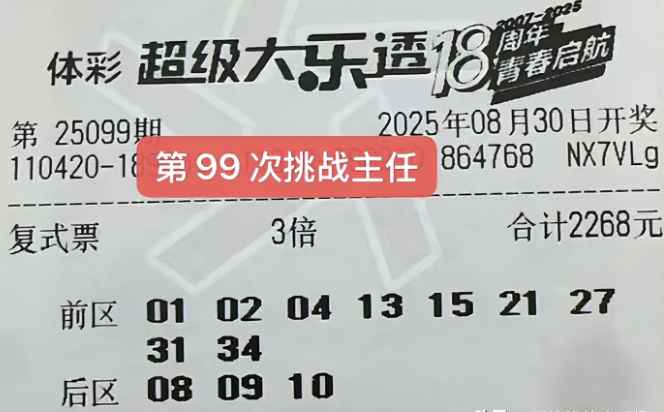 体彩 超级大乐透 18周年 2007-2025 青春启航
第 25099期 2025年08月30日开奖
110420-18 864768 NX7VLg
第 99 次挑战主任
复式票 3倍 合计2268元
前区 01 02 04 13 15 21 27
31 34
后区 08 09 10